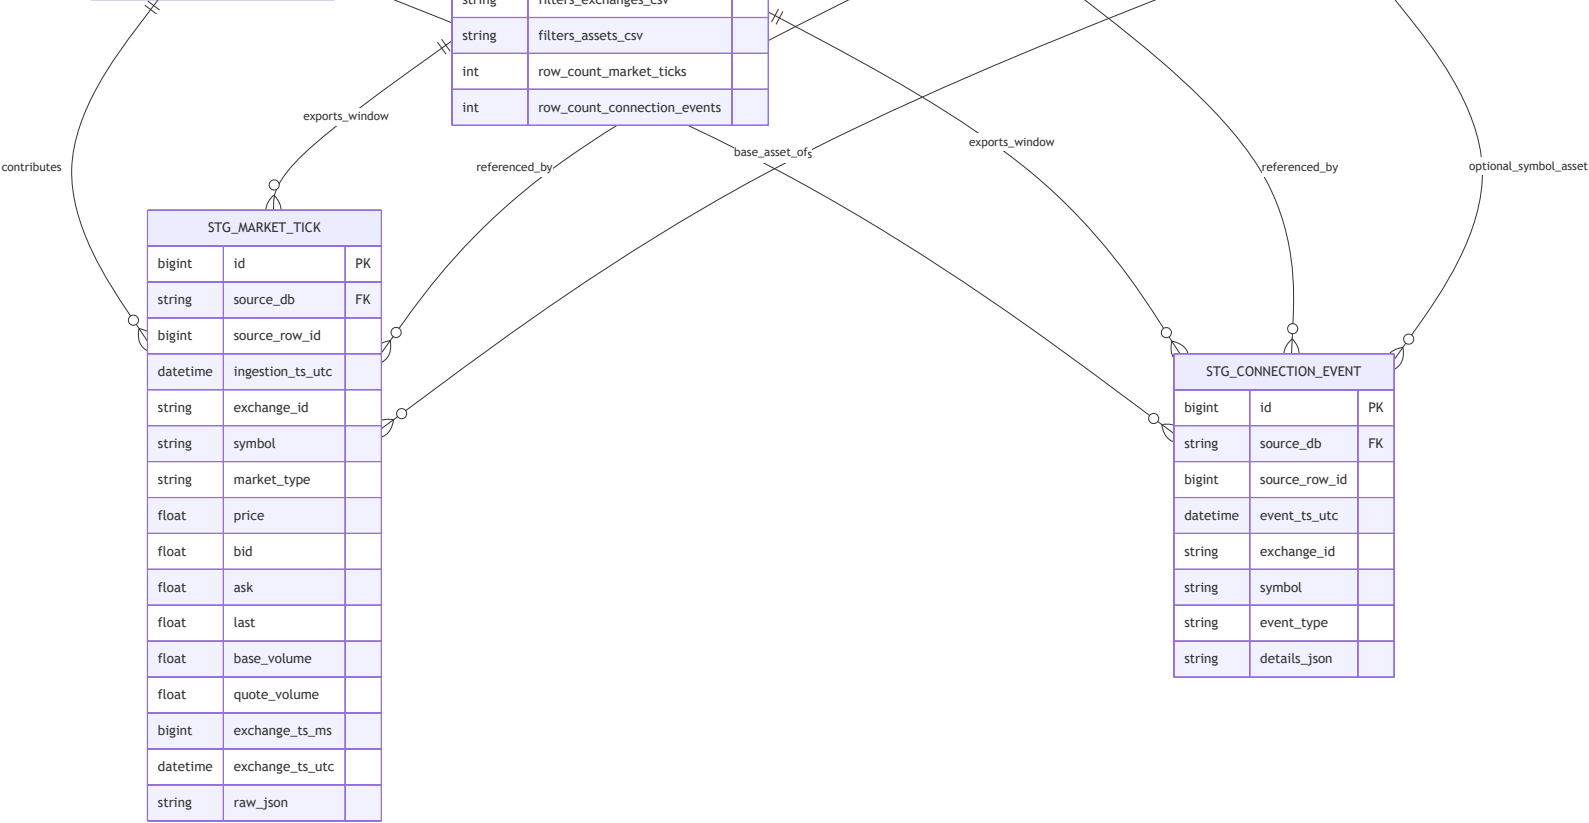 string filters_exchanges_csv
string filters_assets_csv
int row_count_market_ticks
int row_count_connection_events
exports_window
contributes
referenced_by
base_asset_of
exports_window
referenced_by
optional_symbol_asset
STG_MARKET_TICK
bigint id PK
string source_db FK
bigint source_row_id
datetime ingestion_ts_utc
string exchange_id
string symbol
string market_type
float price
float bid
float ask
float last
float base_volume
float quote_volume
bigint exchange_ts_ms
datetime exchange_ts_utc
string raw_json
STG_CONNECTION_EVENT
bigint id PK
string source_db FK
bigint source_row_id
datetime event_ts_utc
string exchange_id
string symbol
string event_type
string details_json